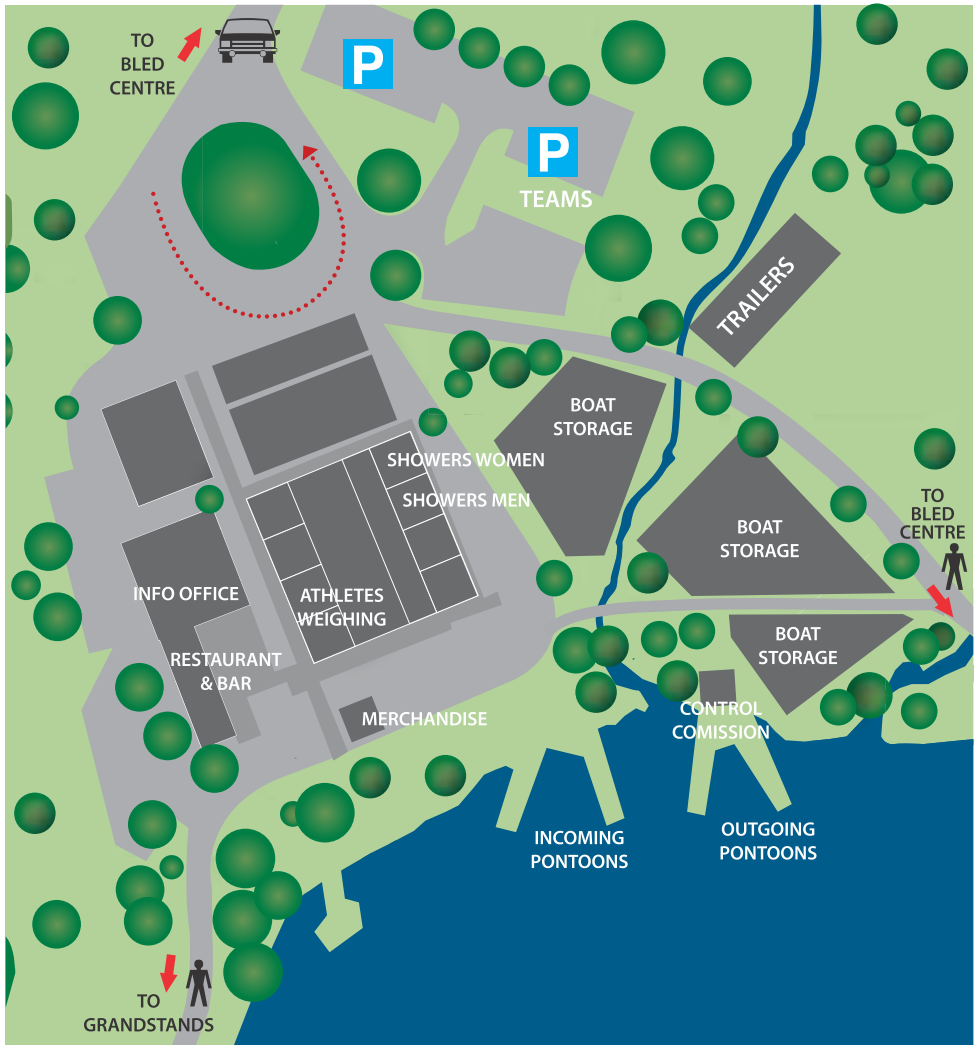 TO
BLED
CENTRE
P
P
TEAMS
TRAILERS
BOAT
STORAGE
SHOWERS WOMEN
SHOWERS MEN
BOAT
STORAGE
TO
BLED
CENTRE
INFO OFFICE
ATHLETES
WEIGHING
RESTAURANT
& BAR
BOAT
STORAGE
MERCHANDISE
CONTROL
COMISSION
INCOMING
PONTOONS
OUTGOING
PONTOONS
TO
GRANDSTANDS